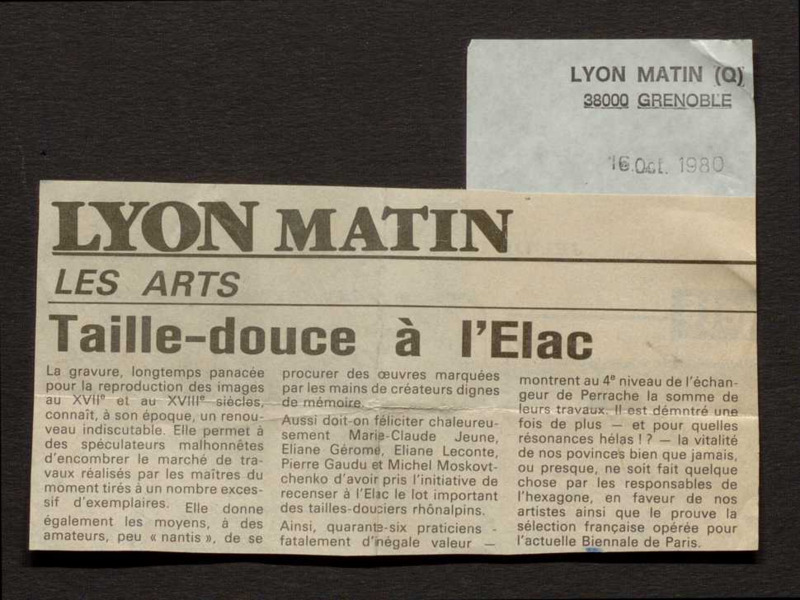 LYON MATIN (Q)
38000 GRENOBLE
16 Oct. 1980
LYON MATIN
LES ARTS
Taille-douce à l'Elac
La gravure, longtemps panacée
pour la reproduction des images
au XVIIe et au XVIIIe siècles,
connaît, à son époque, un renou-
veau indiscutable. Elle permet à
des spéculateurs malhonnêtes
d'encombrer le marché de tra-
vaux réalisés par les maîtres du
moment tirés à un nombre exces-
sif d'exemplaires. Elle donne
également les moyens, à des
amateurs, peu « nantis », de se
procurer des œuvres marquées
par les mains de créateurs dignes
de mémoire.
Aussi doit-on féliciter chaleureu-
sement Marie-Claude Jeune,
Eliane Gérome, Eliane Leconte,
Pierre Gaudu et Michel Moskovt-
chenko d'avoir pris l'initiative de
recenser à l'Elac le lot important
des tailles-douciers rhônalpins.
Ainsi, quarante-six praticiens -
fatalement d'inégale valeur —
montrent au 4e niveau de l'échan-
geur de Perrache la somme de
leurs travaux. Il est démntré une
fois de plus — et pour quelles
résonances hélas ! ? — la vitalité
de nos povinces bien que jamais,
ou presque, ne soit fait quelque
chose par les responsables de
l'hexagone, en faveur de nos
artistes ainsi que le prouve la
sélection française opérée pour
l'actuelle Biennale de Paris.